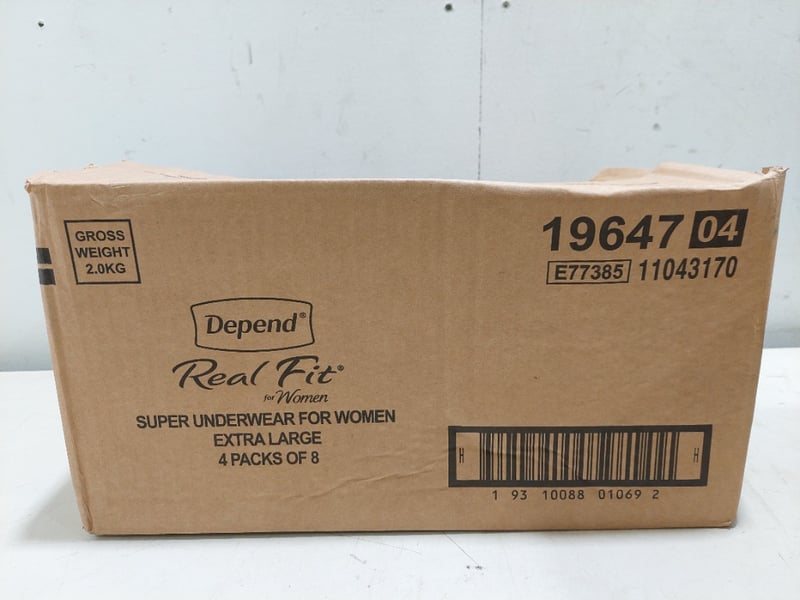 GROSS
WEIGHT
2.0KG
19647 04
E77385 11043170
Depend®
Real Fit®
for Women
SUPER UNDERWEAR FOR WOMEN
EXTRA LARGE
4 PACKS OF 8
H H
1 93 10088 01069 2